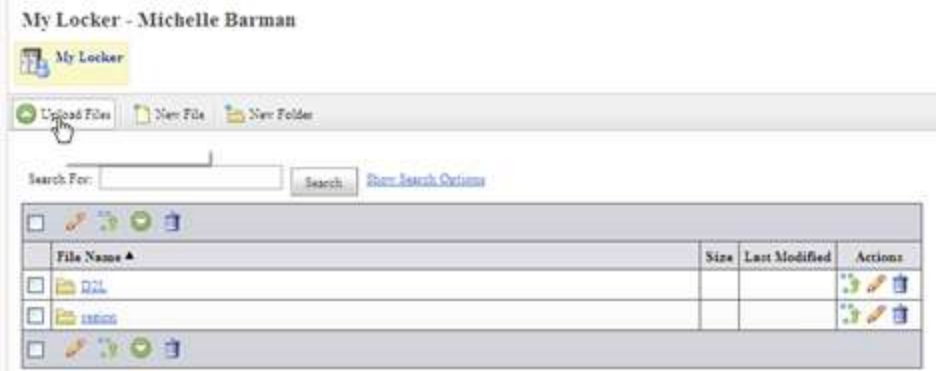 My Locker - Michelle Barman
My Locker
Upload Files New File New Folder
Search For: Search Show Search Options
File Name Size Last Modified Actions
D2L